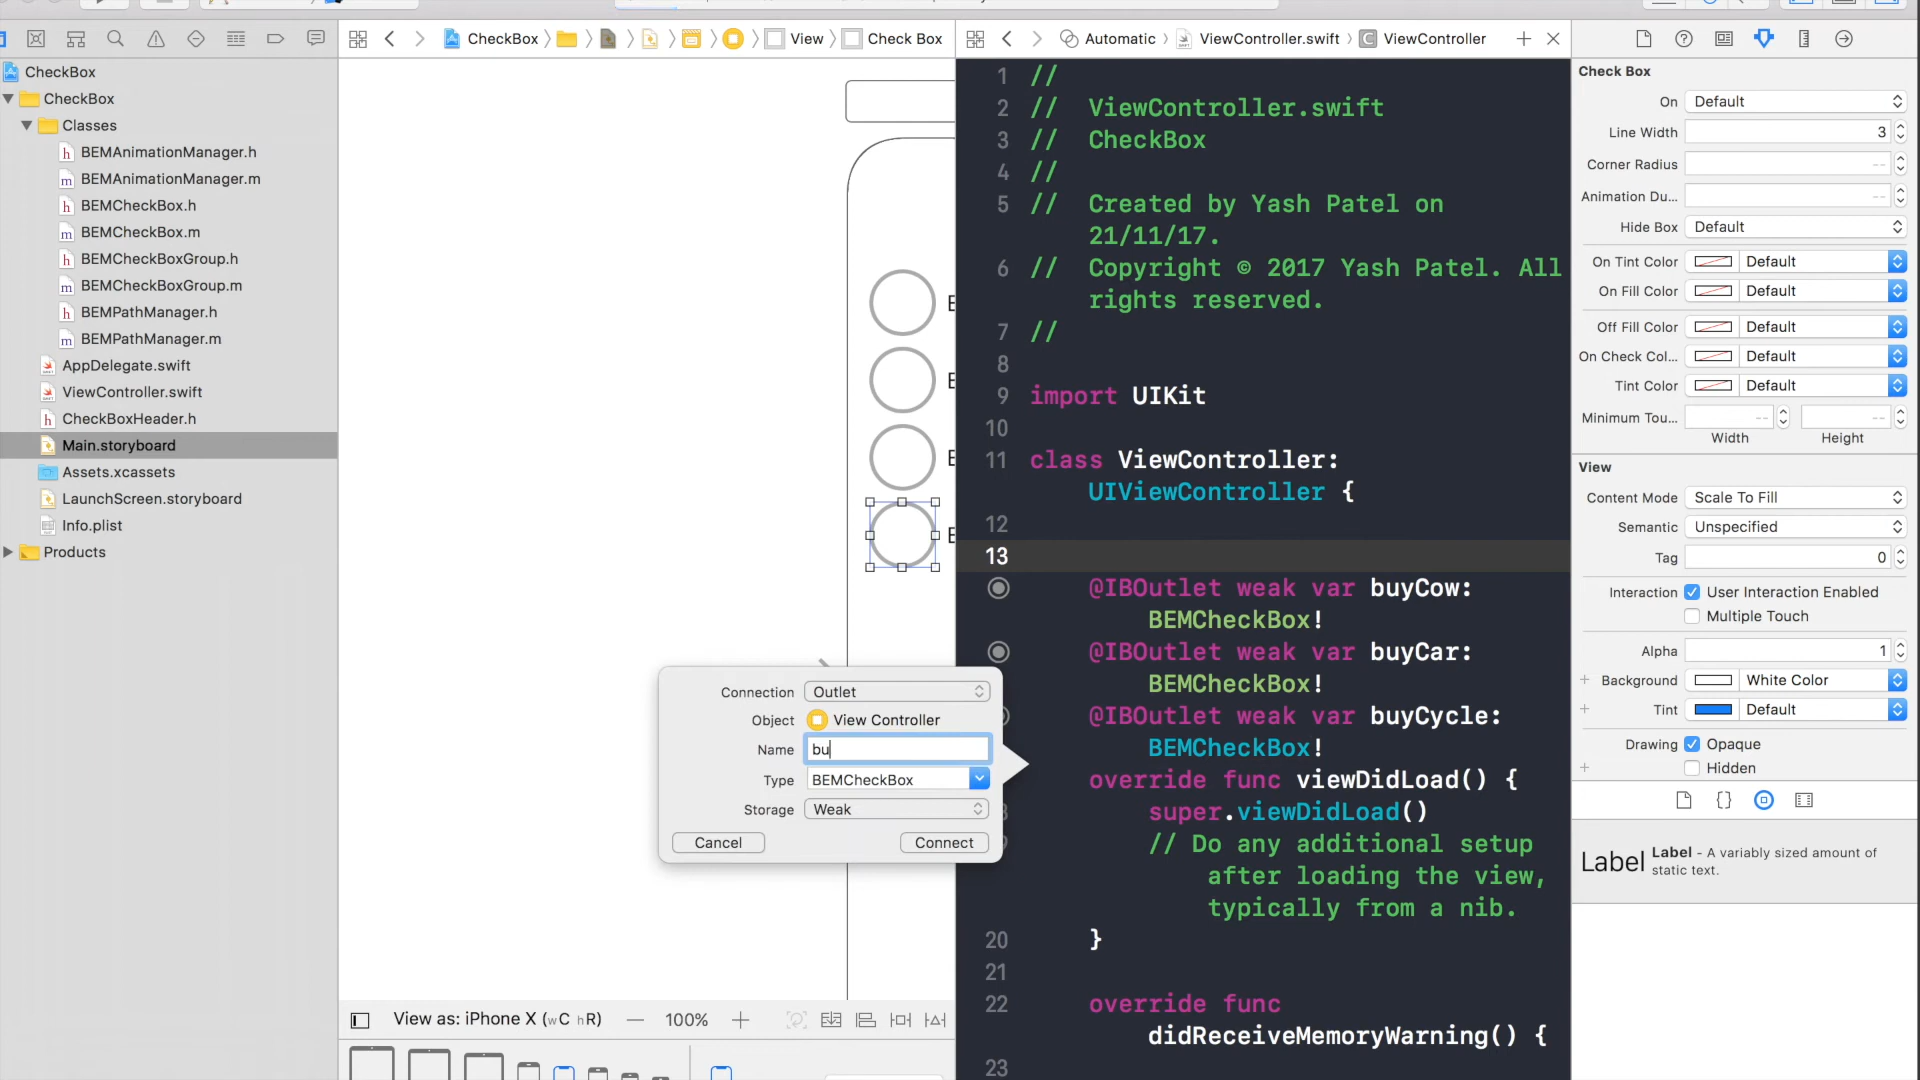 CheckBox
View
Check Box
Automatic
ViewController.swift
ViewController
CheckBox
CheckBox
Classes
BEMAnimationManager.h
BEMAnimationManager.m
BEMCheckBox.h
BEMCheckBox.m
BEMCheckBoxGroup.h
BEMCheckBoxGroup.m
BEMPathManager.h
BEMPathManager.m
AppDelegate.swift
ViewController.swift
CheckBoxHeader.h
Main.storyboard
Assets.xcassets
LaunchScreen.storyboard
Info.plist
Products
Connection Outlet
Object View Controller
Name bu
Type BEMCheckBox
Storage Weak
Cancel Connect
View as: iPhone X (wC hR)
100%
1 //
2 // ViewController.swift
3 // CheckBox
4 //
5 // Created by Yash Patel on
21/11/17.
6 // Copyright © 2017 Yash Patel. All
rights reserved.
7 //
8
9 import UIKit
10
11 class ViewController:
UIViewController {
12
13
@IBOutlet weak var buyCow:
BEMCheckBox!
@IBOutlet weak var buyCar:
BEMCheckBox!
@IBOutlet weak var buyCycle:
BEMCheckBox!
override func viewDidLoad() {
super.viewDidLoad()
// Do any additional setup
after loading the view,
typically from a nib.
20 }
21
22 override func
didReceiveMemoryWarning() {
23
Check Box
On Default
Line Width 3
Corner Radius --
Animation Du... --
Hide Box Default
On Tint Color Default
On Fill Color Default
Off Fill Color Default
On Check Col... Default
Tint Color Default
Minimum Tou... -- --
Width Height
View
Content Mode Scale To Fill
Semantic Unspecified
Tag 0
Interaction User Interaction Enabled
Multiple Touch
Alpha 1
+ Background White Color
+ Tint Default
Drawing Opaque
+ Hidden
{}
Label Label - A variably sized amount of
static text.